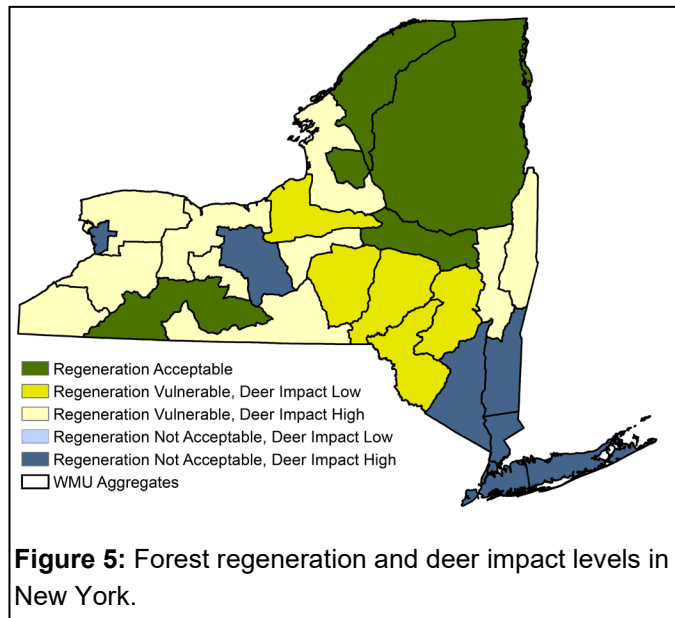 Regeneration Acceptable
Regeneration Vulnerable, Deer Impact Low
Regeneration Vulnerable, Deer Impact High
Regeneration Not Acceptable, Deer Impact Low
Regeneration Not Acceptable, Deer Impact High
WMU Aggregates
Figure 5: Forest regeneration and deer impact levels in
New York.